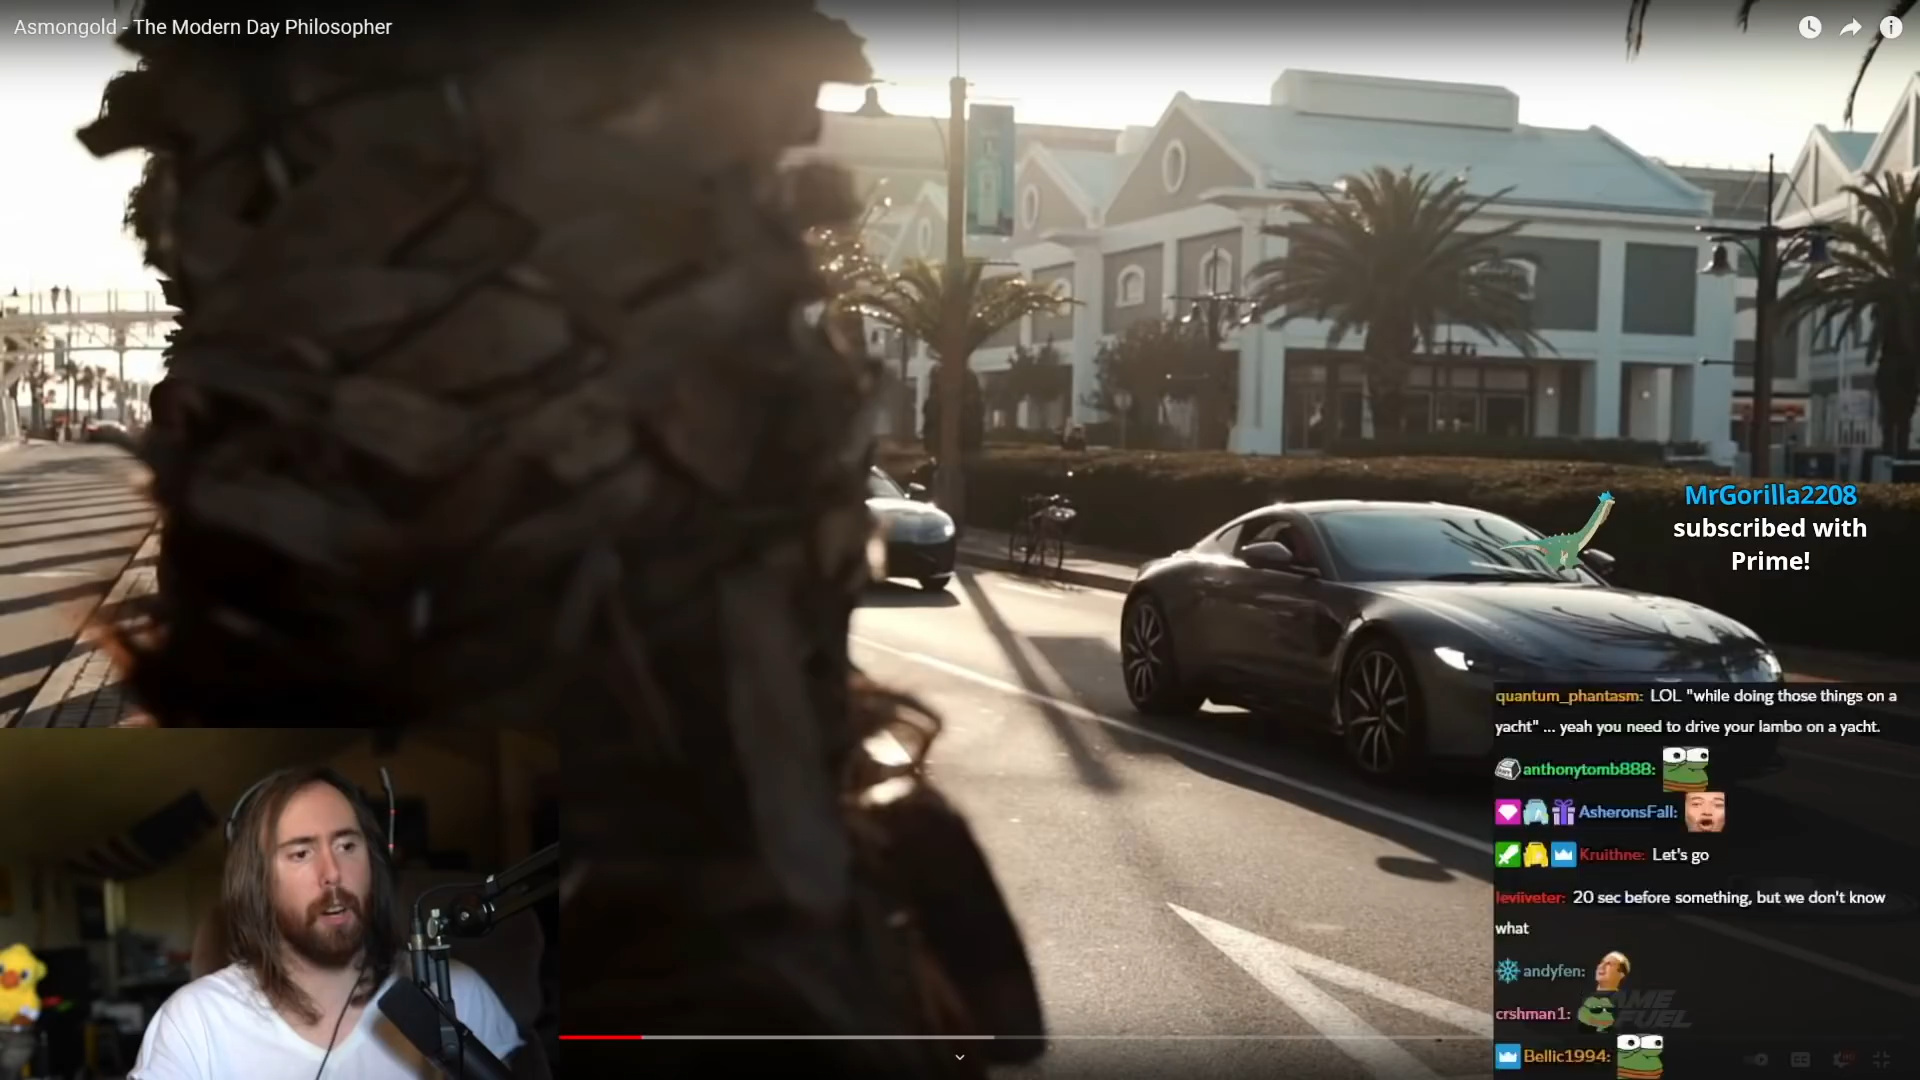 Asmongold - The Modern Day Philosopher
MrGorilla2208
subscribed with
Prime!
quantum_phantasm: LOL "while doing those things on a
yacht" ... yeah you need to drive your lambo on a yacht.
anthonytomb888:
AsheronsFall:
Kruithne: Let's go
leviiveter: 20 sec before something, but we don't know
what
andyfen:
crshman1:
GAME
FUEL
Bellic1994: